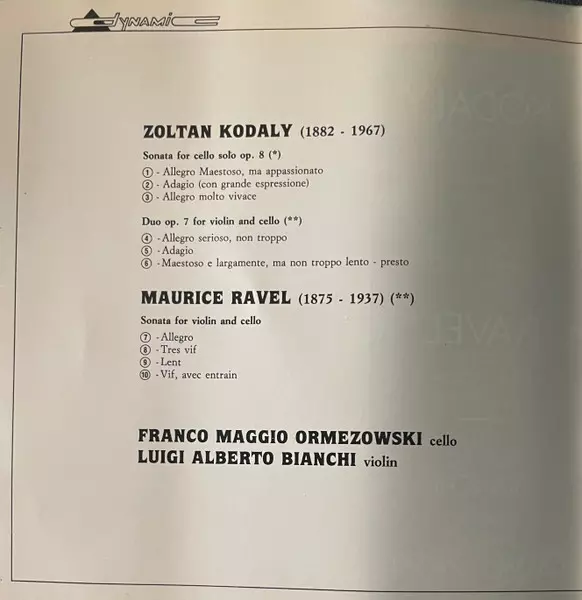 dynamic
ZOLTAN KODALY (1882 - 1967)
Sonata for cello solo op. 8 (*)
① - Allegro Maestoso, ma appassionato
② - Adagio (con grande espressione)
③ - Allegro molto vivace
Duo op. 7 for violin and cello (**)
④ - Allegro serioso, non troppo
⑤ - Adagio
⑥ - Maestoso e largamente, ma non troppo lento - presto
MAURICE RAVEL (1875 - 1937) (**)
Sonata for violin and cello
⑦ - Allegro
⑧ - Tres vif
⑨ - Lent
⑩ - Vif, avec entrain
FRANCO MAGGIO ORMEZOWSKI cello
LUIGI ALBERTO BIANCHI violin